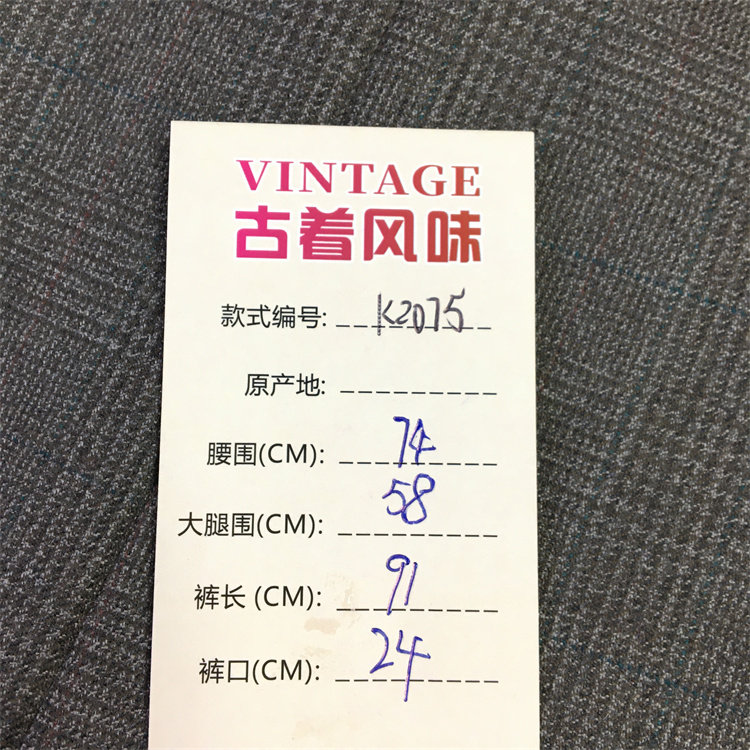 VINTAGE
古着风味
款式编号: K2075
原产地:
腰围(CM): 74
大腿围(CM): 58
裤长 (CM): 91
裤口(CM): 24